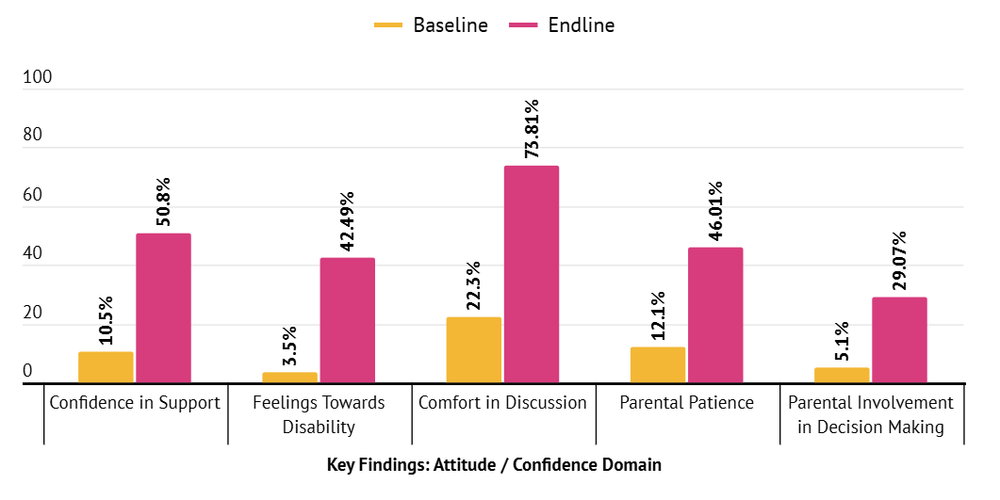 Baseline Endline
100
80
60
40
20
0
10.5%
50.8%
3.5%
42.49%
22.3%
73.81%
12.1%
46.01%
5.1%
29.07%
Confidence in Support
Feelings Towards
Disability
Comfort in Discussion
Parental Patience
Parental Involvement
in Decision Making
Key Findings: Attitude / Confidence Domain